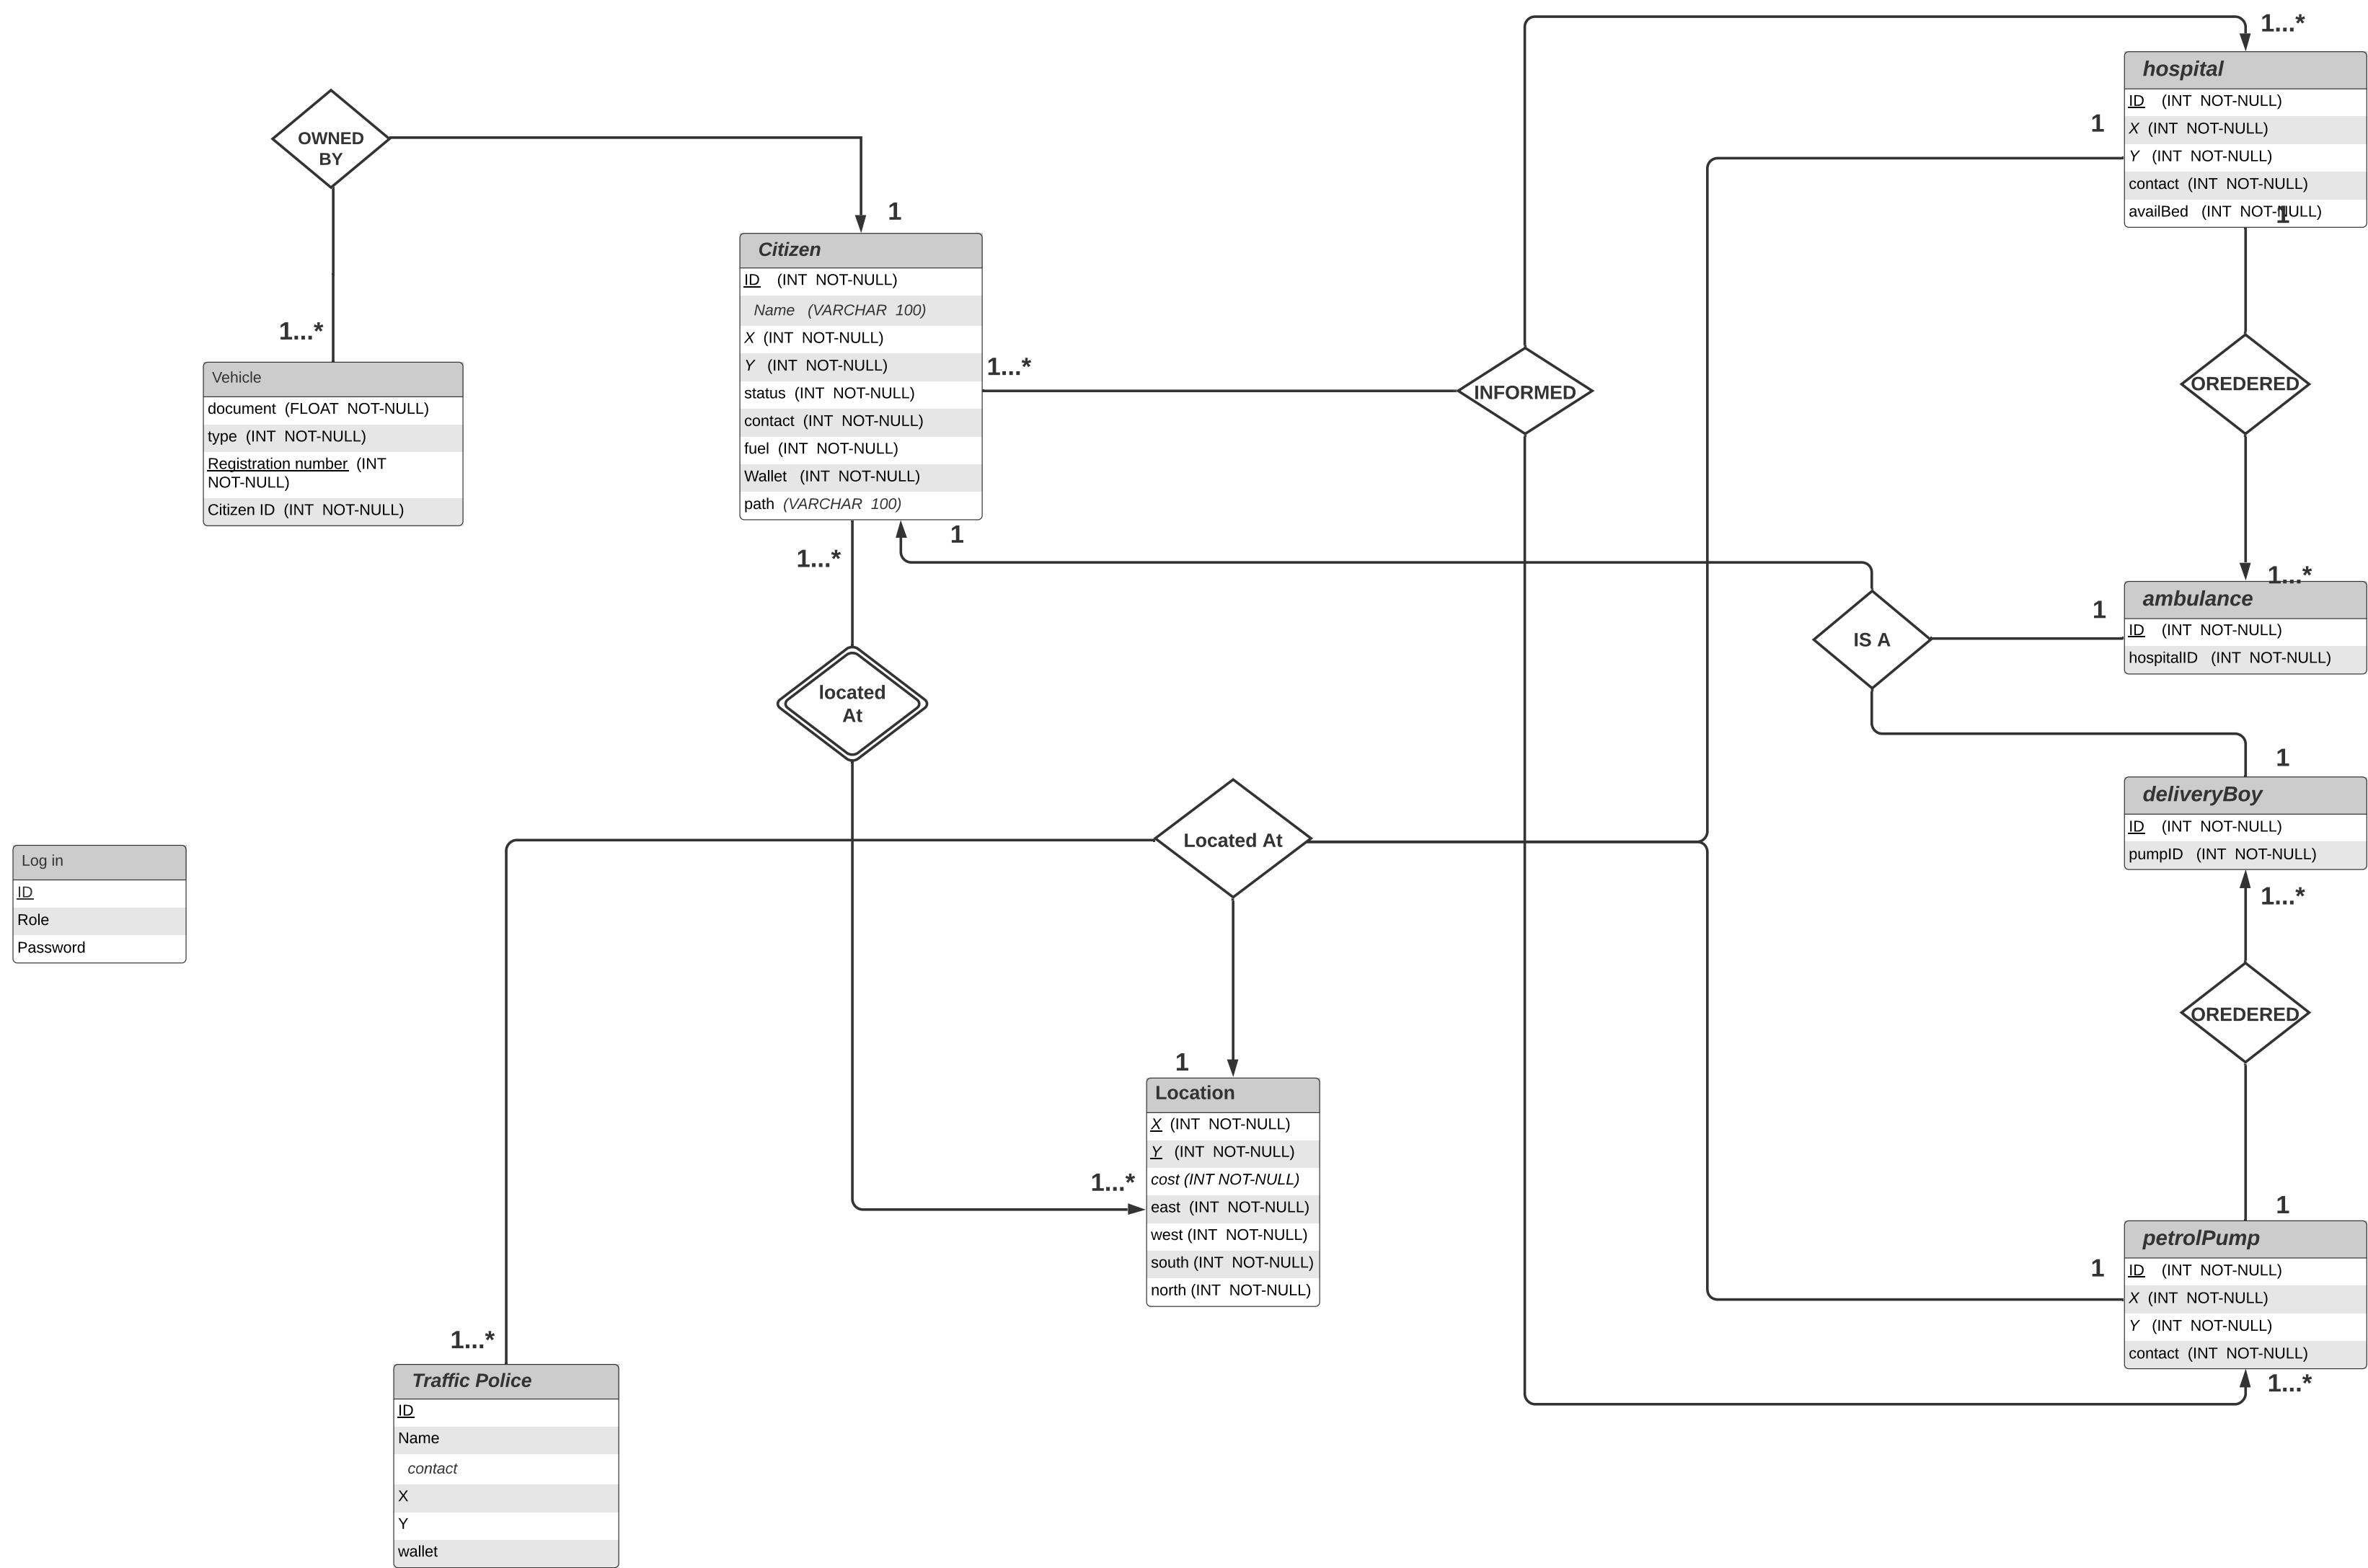 1...*
hospital
ID (INT NOT-NULL)
X (INT NOT-NULL)
Y (INT NOT-NULL)
contact (INT NOT-NULL)
availBed (INT NOT-NULL)
1
1
OWNED
BY
1
1...*
Citizen
ID (INT NOT-NULL)
Name (VARCHAR 100)
X (INT NOT-NULL)
Y (INT NOT-NULL)
status (INT NOT-NULL)
contact (INT NOT-NULL)
fuel (INT NOT-NULL)
Wallet (INT NOT-NULL)
path (VARCHAR 100)
1...*
1
1...*
Vehicle
document (FLOAT NOT-NULL)
type (INT NOT-NULL)
Registration number (INT
NOT-NULL)
Citizen ID (INT NOT-NULL)
INFORMED
OREDERED
1...*
ambulance
ID (INT NOT-NULL)
hospitalID (INT NOT-NULL)
1
IS A
located
At
1
deliveryBoy
ID (INT NOT-NULL)
pumpID (INT NOT-NULL)
1...*
Located At
Log in
ID
Role
Password
OREDERED
1
Location
X (INT NOT-NULL)
Y (INT NOT-NULL)
cost (INT NOT-NULL)
east (INT NOT-NULL)
west (INT NOT-NULL)
south (INT NOT-NULL)
north (INT NOT-NULL)
1...*
1
1
petrolPump
ID (INT NOT-NULL)
X (INT NOT-NULL)
Y (INT NOT-NULL)
contact (INT NOT-NULL)
1...*
1...*
Traffic Police
ID
Name
contact
X
Y
wallet